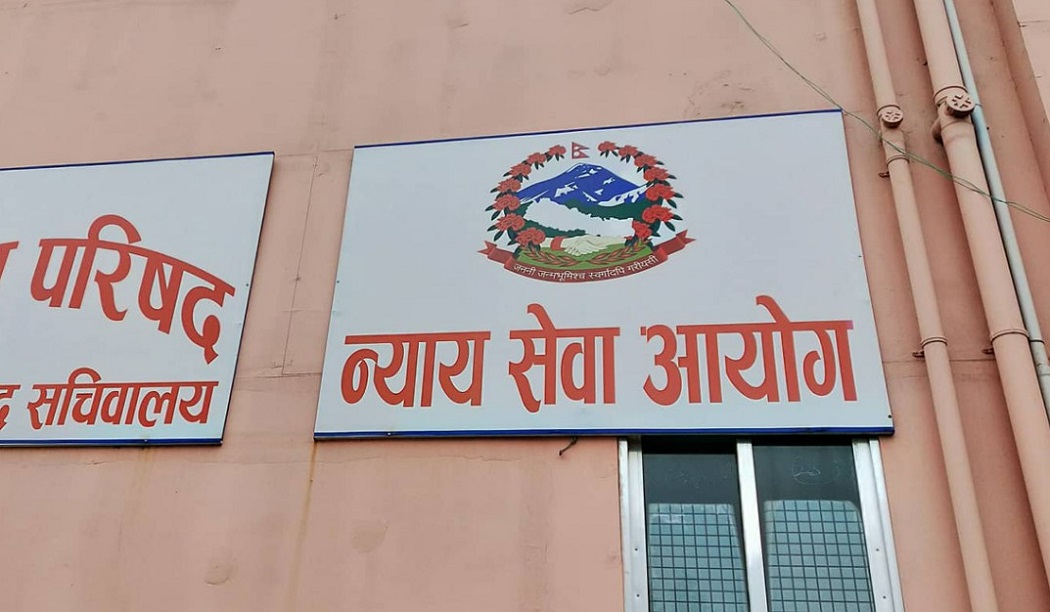 परिषद
सचिवालय
जननी जन्मभूमिश्च स्वर्गादपि गरीयसी
न्याय सेवा आयोग